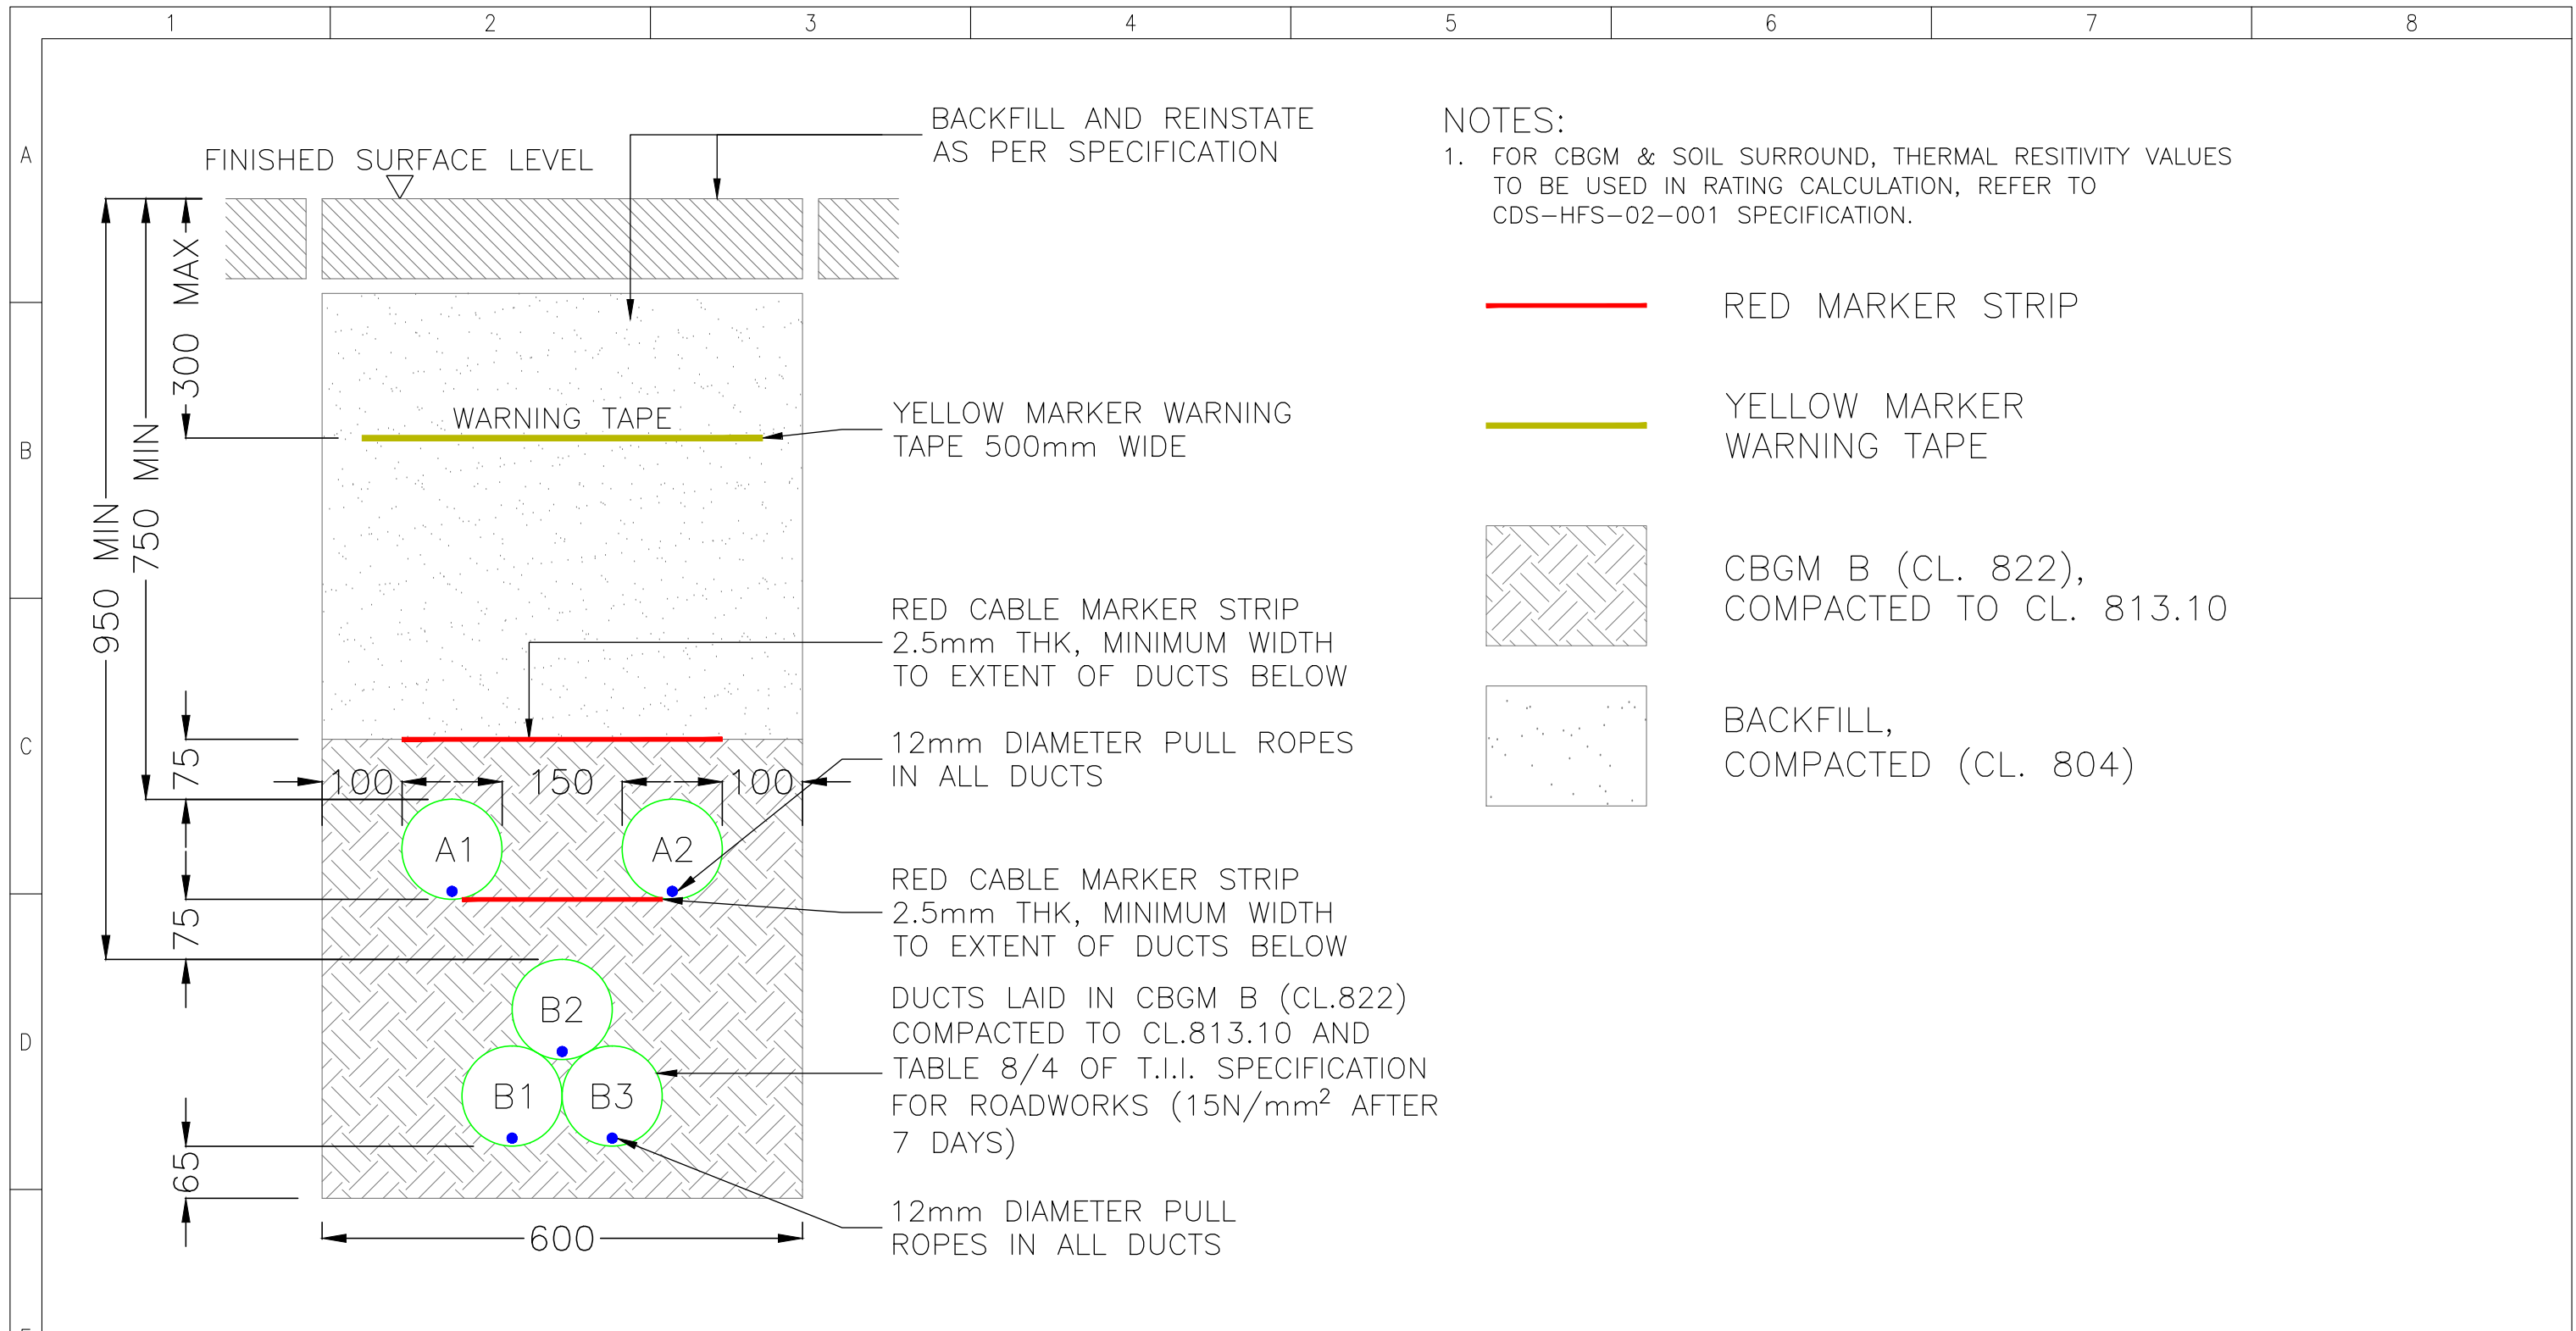 1 2 3 4 5 6 7 8
A
B
C
D
FINISHED SURFACE LEVEL
BACKFILL AND REINSTATE
AS PER SPECIFICATION
300 MAX
750 MIN
950 MIN
WARNING TAPE
YELLOW MARKER WARNING
TAPE 500mm WIDE
RED CABLE MARKER STRIP
2.5mm THK, MINIMUM WIDTH
TO EXTENT OF DUCTS BELOW
75
100 150 100
12mm DIAMETER PULL ROPES
IN ALL DUCTS
A1 A2
75
RED CABLE MARKER STRIP
2.5mm THK, MINIMUM WIDTH
TO EXTENT OF DUCTS BELOW
B2
B1 B3
DUCTS LAID IN CBGM B (CL.822)
COMPACTED TO CL.813.10 AND
TABLE 8/4 OF T.I.I. SPECIFICATION
FOR ROADWORKS (15N/mm² AFTER
7 DAYS)
65
12mm DIAMETER PULL
ROPES IN ALL DUCTS
600
NOTES:
1. FOR CBGM & SOIL SURROUND, THERMAL RESITIVITY VALUES
TO BE USED IN RATING CALCULATION, REFER TO
CDS-HFS-02-001 SPECIFICATION.
RED MARKER STRIP
YELLOW MARKER
WARNING TAPE
CBGM B (CL. 822),
COMPACTED TO CL. 813.10
BACKFILL,
COMPACTED (CL. 804)